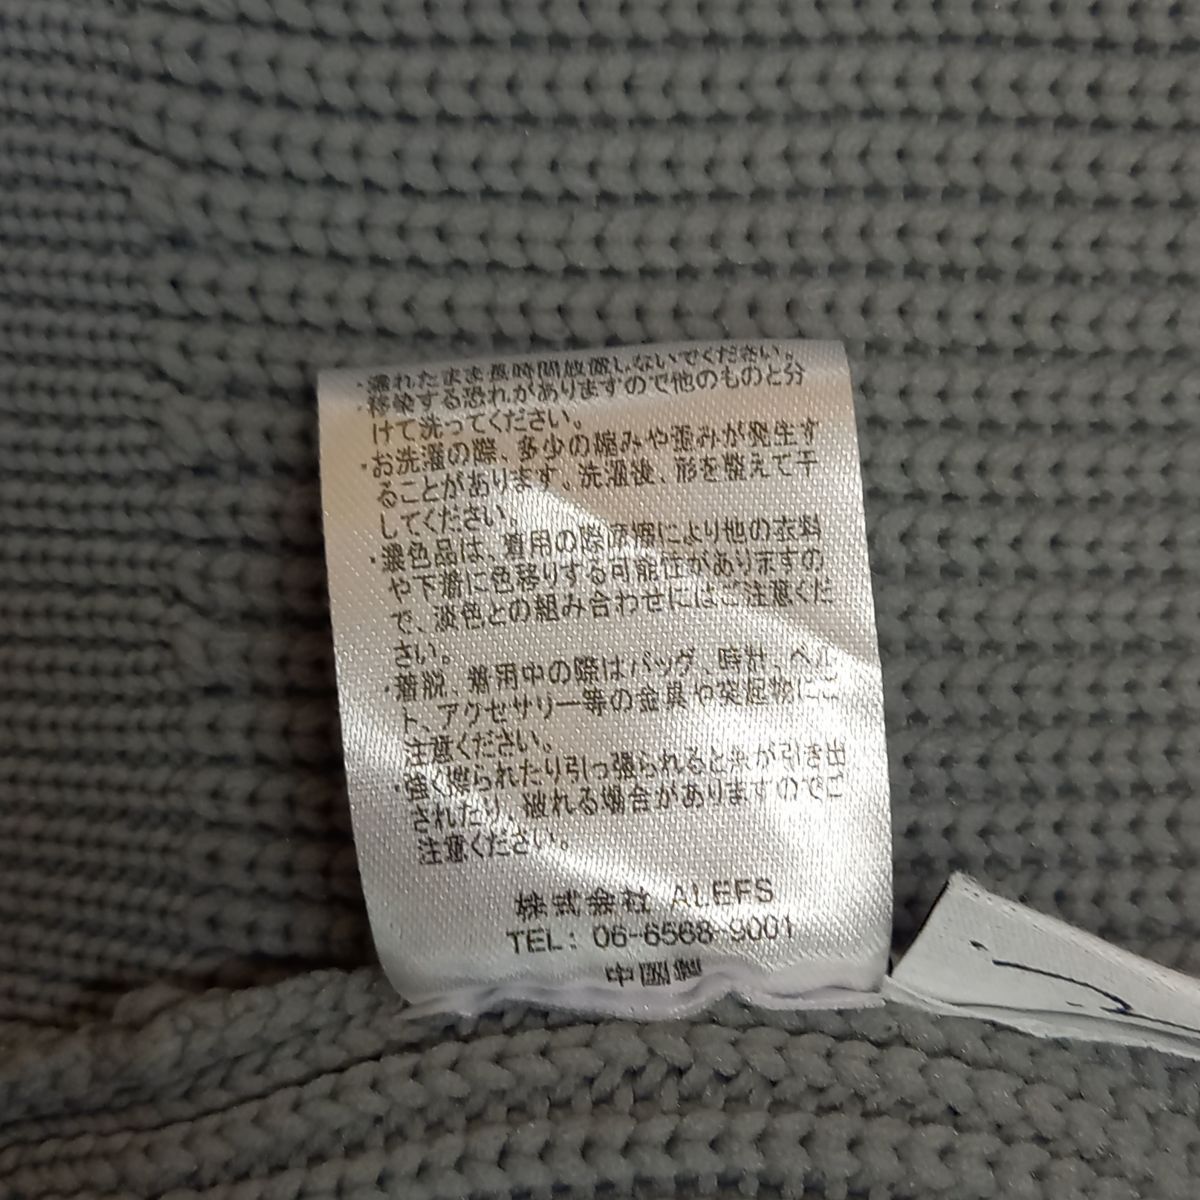 ・濡れたまま長時間放置しないでください。
・移染する恐れがありますので他のものと分
けて洗ってください。
・お洗濯の際、多少の縮みや歪みが発生す
ることがあります。洗濯後、形を整えて干
してください。
・濃色品は、着用の際摩擦により他の衣料
や下着に色移りする可能性がありますの
で、淡色との組み合わせにはご注意くだ
さい。
・着脱、着用中の際はバッグ、時計、ベル
ト、アクセサリー等の金具や突起物にご
注意ください。
・強く擦られたり引っ張られると糸が引き出
されたり、破れる場合がありますのでご
注意ください。
株式会社 ALEFS
TEL: 06-6568-9001
中国製